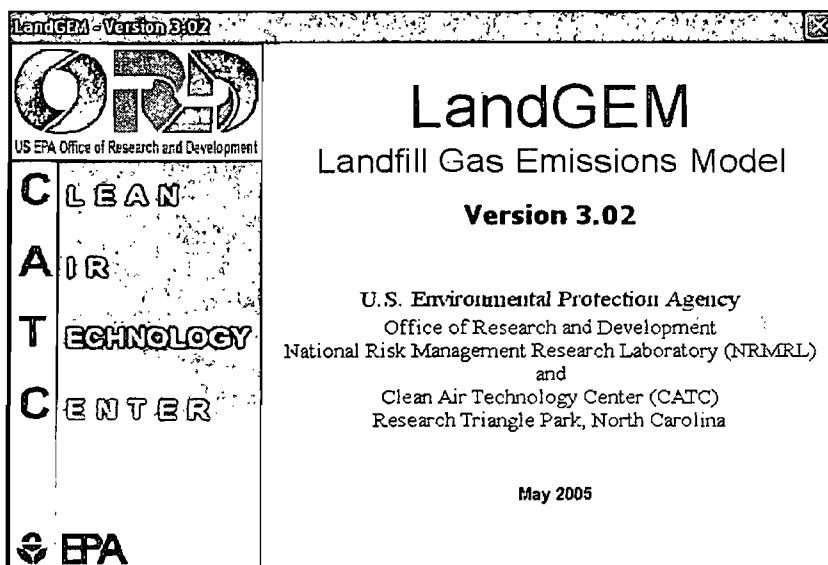 LandGEM - Version 3.02
ORD
US EPA Office of Research and Development
CLEAN
AIR
TECHNOLOGY
CENTER
EPA
LandGEM
Landfill Gas Emissions Model
Version 3.02
U.S. Environmental Protection Agency
Office of Research and Development
National Risk Management Research Laboratory (NRMRL)
and
Clean Air Technology Center (CATC)
Research Triangle Park, North Carolina
May 2005